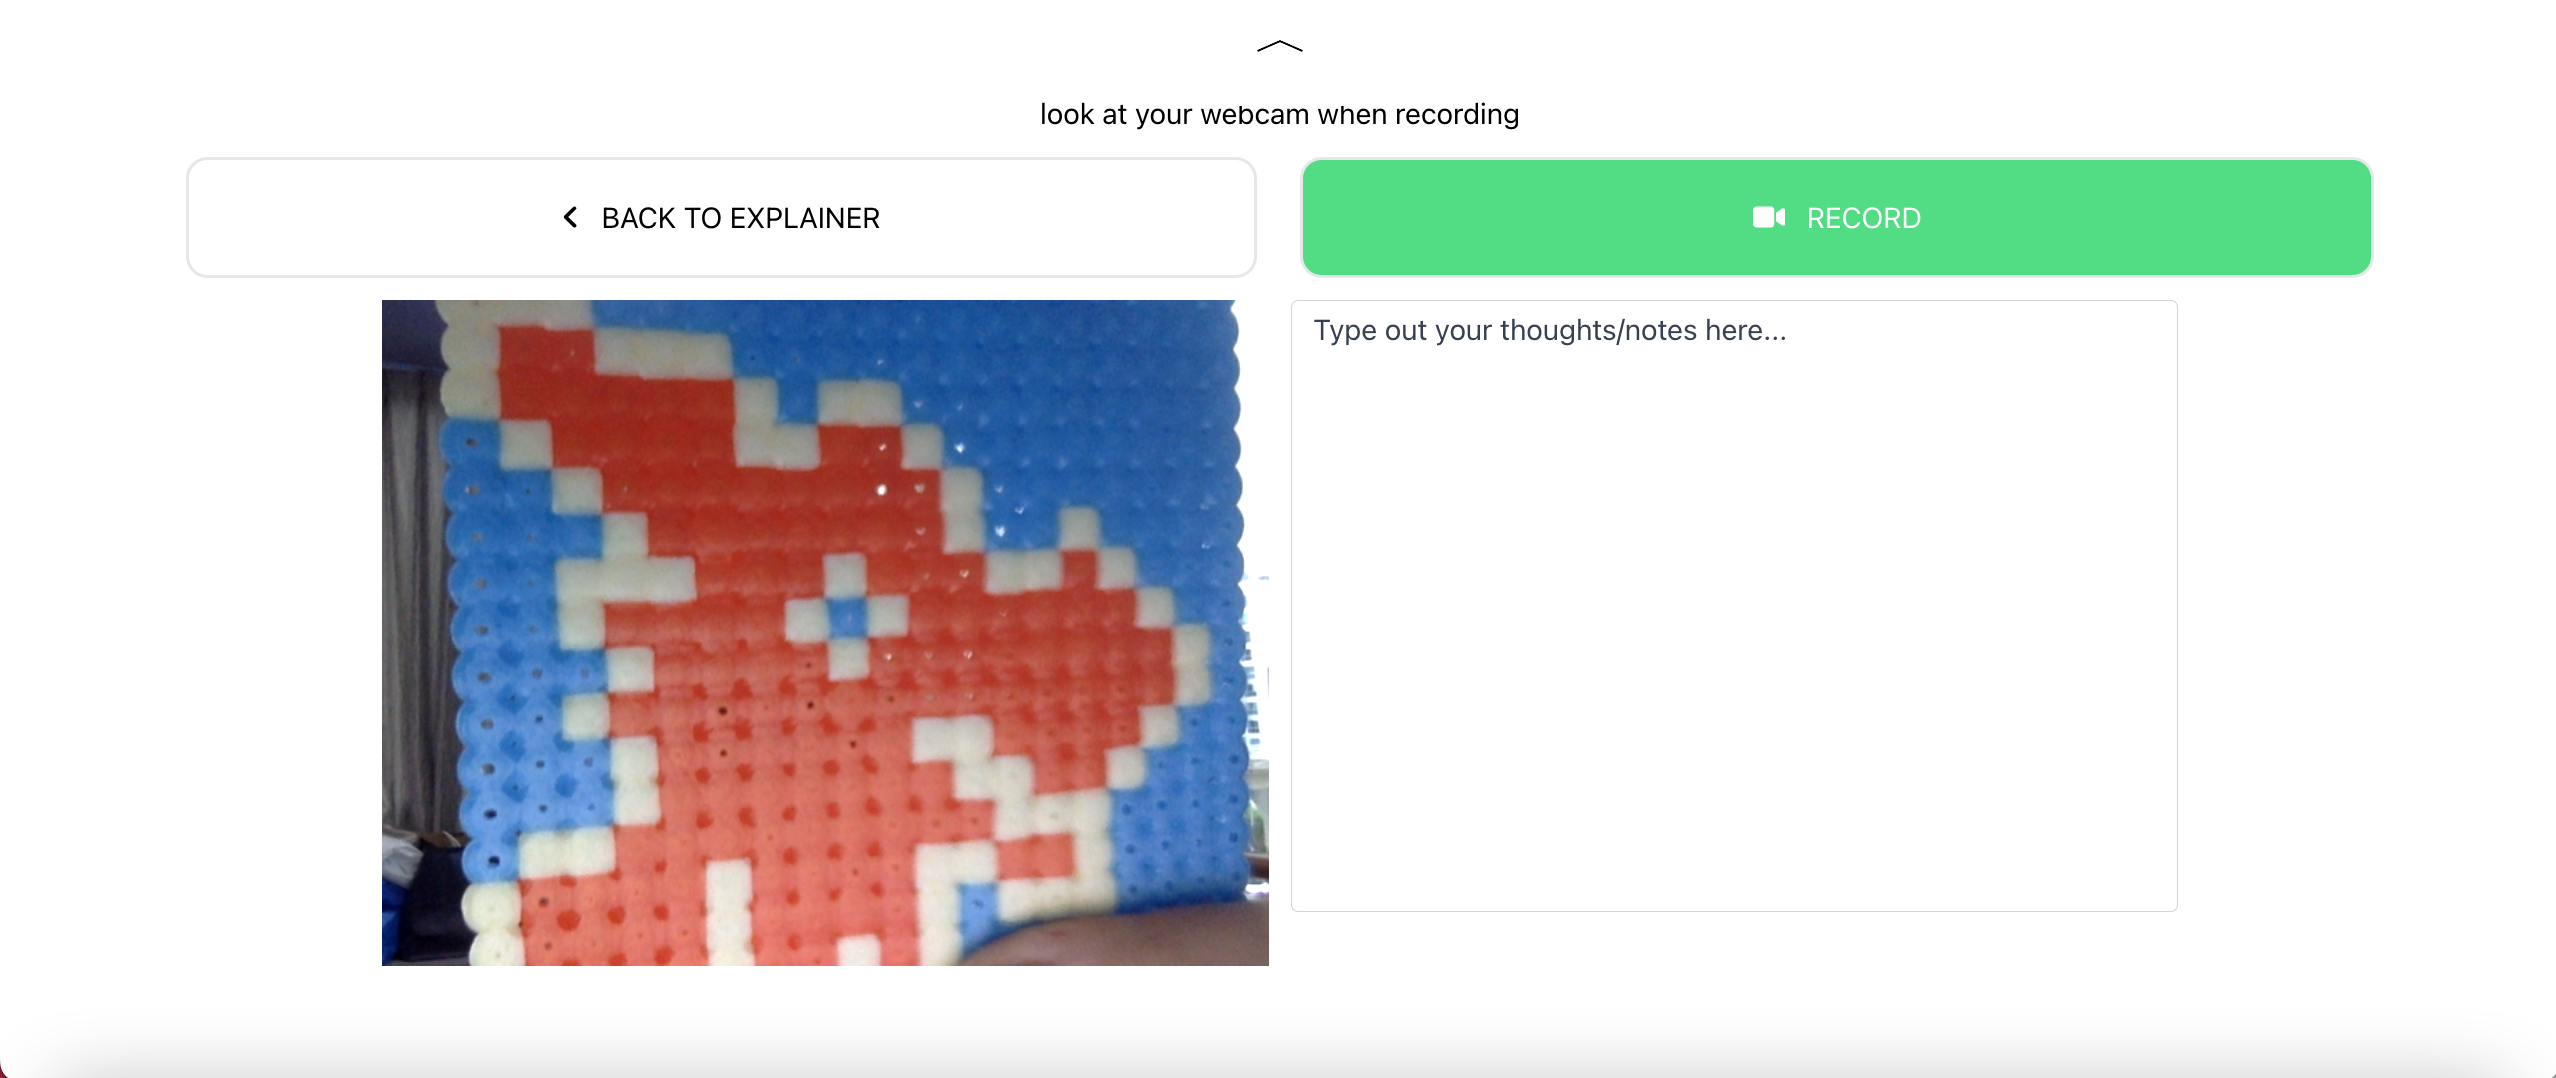 look at your webcam when recording
BACK TO EXPLAINER
RECORD
Type out your thoughts/notes here...